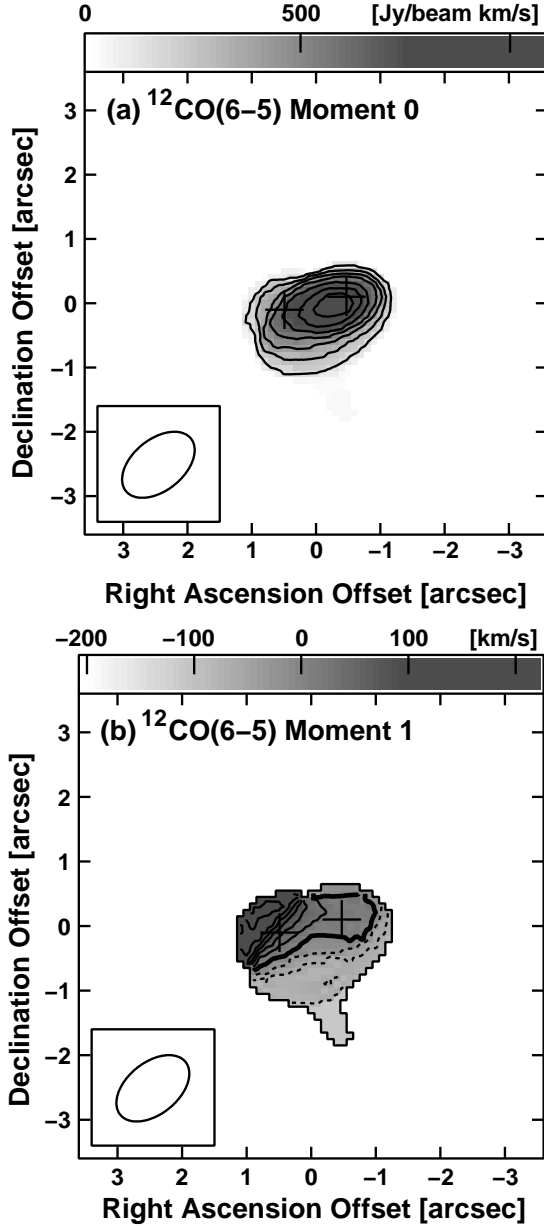 0 500 [Jy/beam km/s]
(a) ¹²CO(6−5) Moment 0
3
2
1
0
−1
−2
−3
Declination Offset [arcsec]
3 2 1 0 −1 −2 −3
Right Ascension Offset [arcsec]
−200 −100 0 100 [km/s]
(b) ¹²CO(6−5) Moment 1
3
2
1
0
−1
−2
−3
Declination Offset [arcsec]
3 2 1 0 −1 −2 −3
Right Ascension Offset [arcsec]